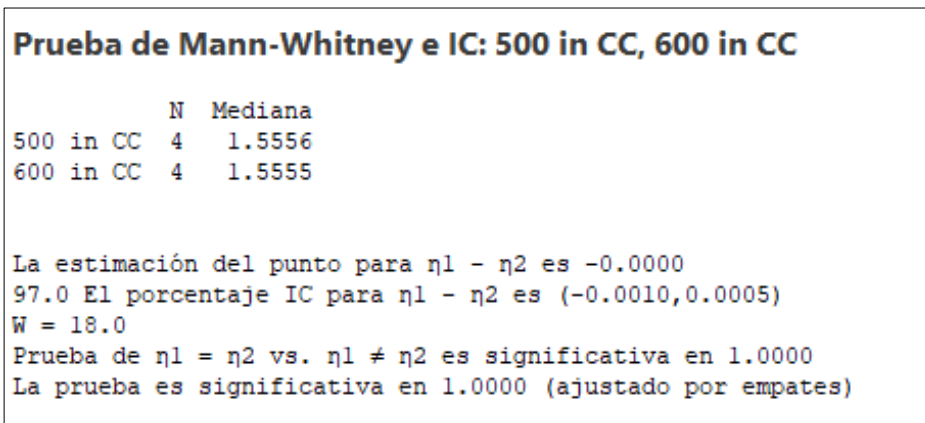 Prueba de Mann-Whitney e IC: 500 in CC, 600 in CC
N Mediana
500 in CC 4 1.5556
600 in CC 4 1.5555
La estimación del punto para η1 - η2 es -0.0000
97.0 El porcentaje IC para η1 - η2 es (-0.0010,0.0005)
W = 18.0
Prueba de η1 = η2 vs. η1 ≠ η2 es significativa en 1.0000
La prueba es significativa en 1.0000 (ajustado por empates)